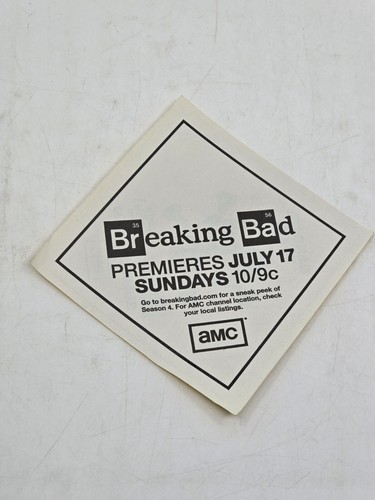 35 56
Breaking Bad
PREMIERES JULY 17
SUNDAYS 10/9c
Go to breakingbad.com for a sneak peek of
Season 4. For AMC channel location, check
your local listings.
aMC